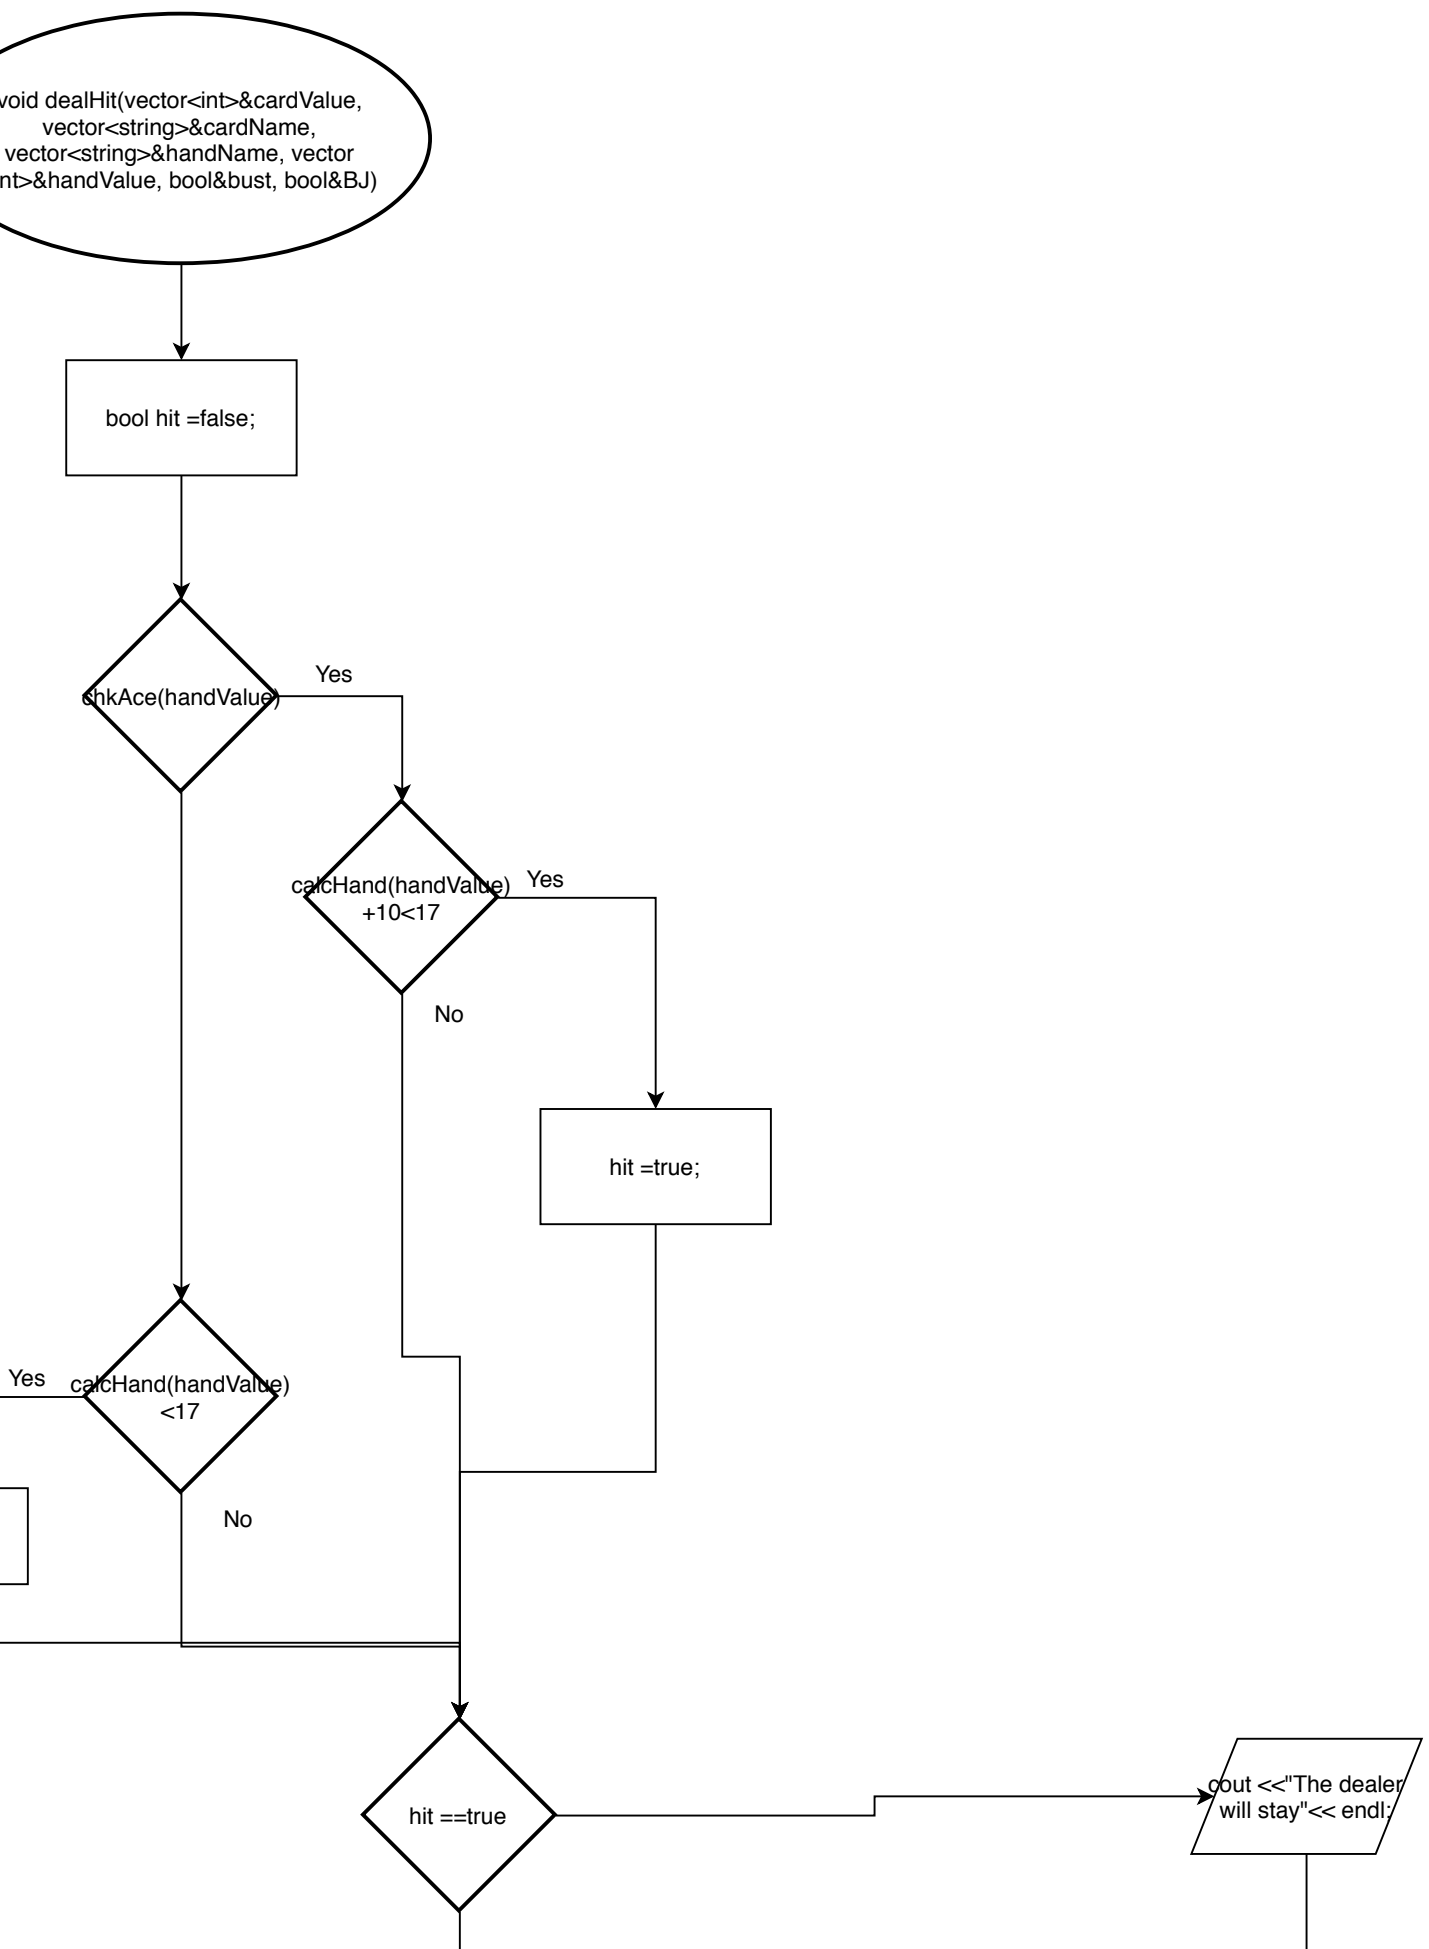 void dealHit(vector<int>&cardValue,
vector<string>&cardName,
vector<string>&handName, vector
nt>&handValue, bool&bust, bool&BJ)
bool hit =false;
Yes
chkAce(handValue)
calcHand(handValue)
+10<17
Yes
No
hit =true;
Yes
calcHand(handValue)
<17
No
hit ==true
cout <<"The dealer
will stay"<< endl;